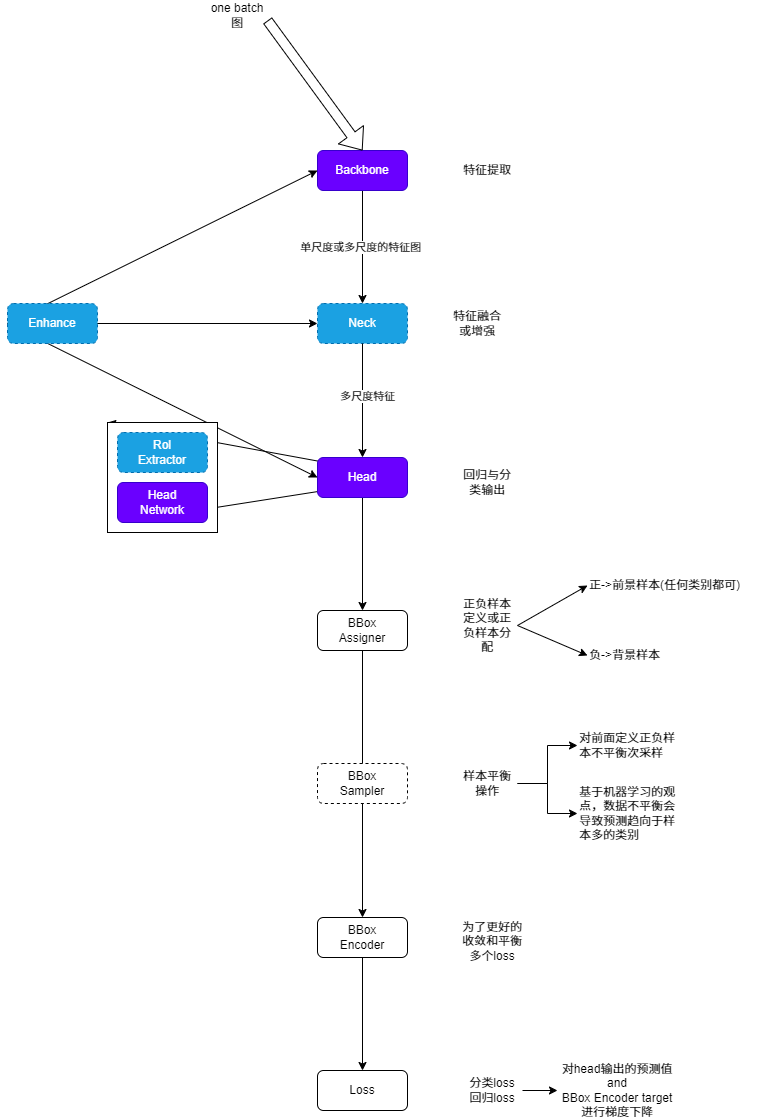 one batch
图
Backbone
特征提取
单尺度或多尺度的特征图
Enhance
Neck
特征融合
或增强
多尺度特征
RoI
Extractor
Head
Network
Head
回归与分
类输出
BBox
Assigner
正负样本
定义或正
负样本分
配
正->前景样本(任何类别都可)
负->背景样本
BBox
Sampler
样本平衡
操作
对前面定义正负样
本不平衡次采样
基于机器学习的观
点，数据不平衡会
导致预测趋向于样
本多的类别
BBox
Encoder
为了更好的
收敛和平衡
多个loss
Loss
分类loss
回归loss
对head输出的预测值
and
BBox Encoder target
进行梯度下降